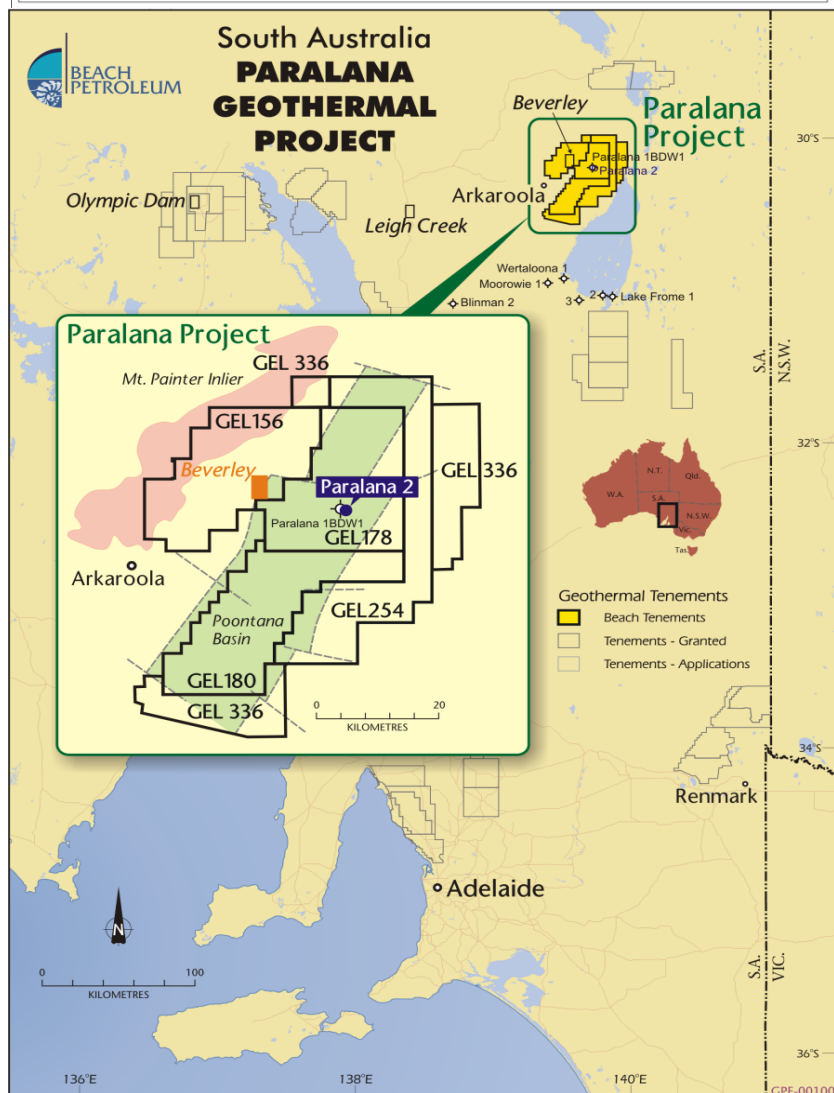 South Australia
PARALANA
GEOTHERMAL
PROJECT
BEACH
PETROLEUM
Beverley
Paralana
Project
30°S
Paralana 1BDW1
Paralana 2
Arkaroola
Olympic Dam
Leigh Creek
Wertaloona 1
Moorowie 1
3
2
Lake Frome 1
Blinman 2
S.A.
N.S.W.
Paralana Project
GEL 336
Mt. Painter Inlier
GEL156
Beverley
GEL 336
Paralana 2
Paralana 1BDW1
GEL178
Arkaroola
GEL254
Poontana
Basin
GEL180
GEL 336
0
20
KILOMETRES
32°S
N.T.
Qld.
W.A.
S.A.
N.S.W.
Vic.
Tas.
Geothermal Tenements
Beach Tenements
Tenements - Granted
Tenements - Applications
34°S
Renmark
Adelaide
N
0
100
KILOMETRES
S.A.
VIC.
36°S
136°E
138°E
140°E
GPF-00100